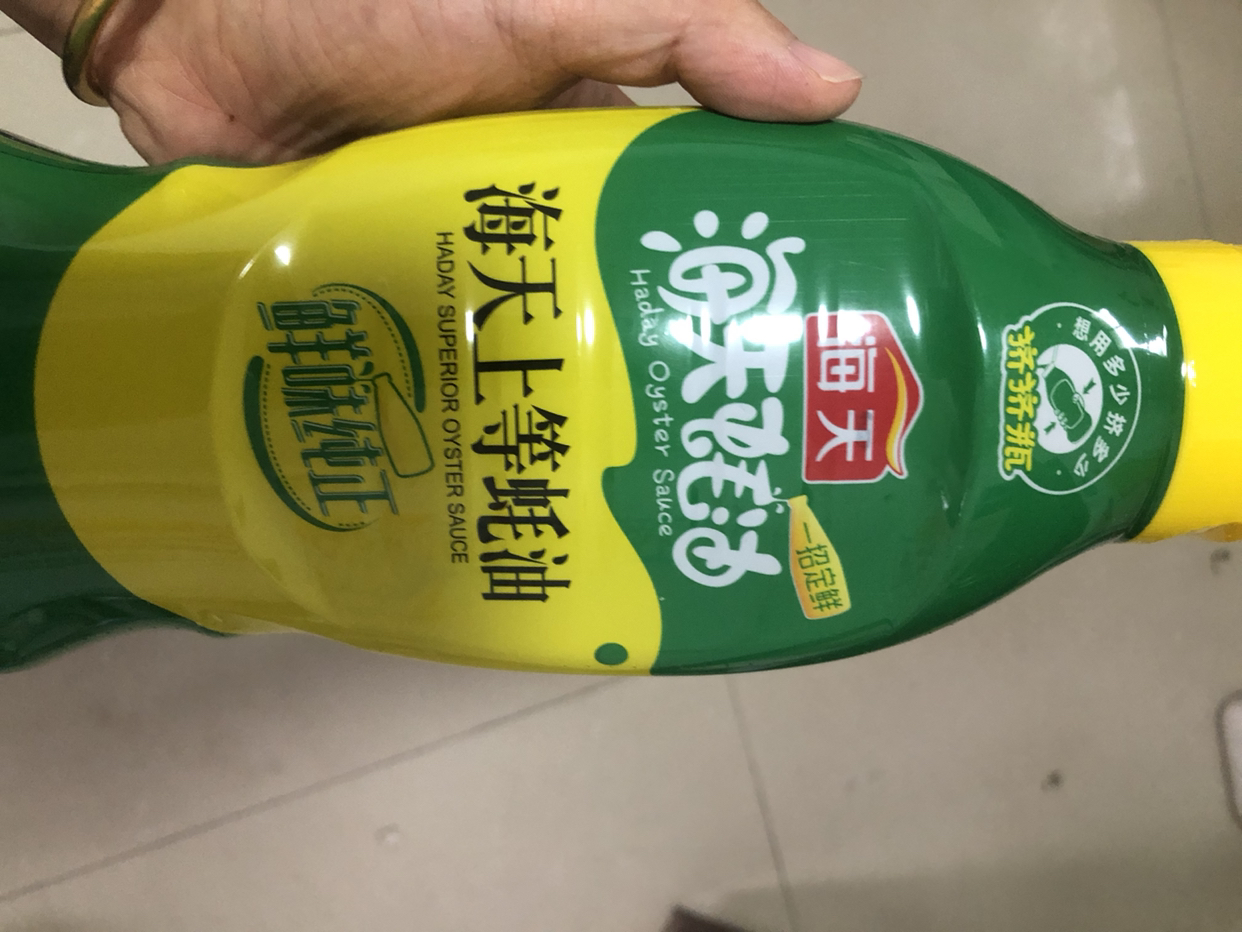 想用多少挤多少
挤挤瓶
海天
一招定鲜
海天蚝油
Haday Oyster Sauce
海天上等蚝油
HADAY SUPERIOR OYSTER SAUCE
鲜浓纯正